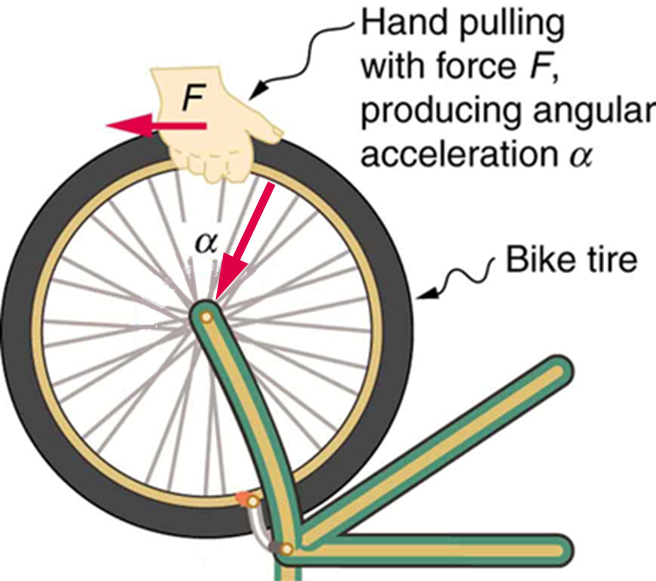 Hand pulling
with force F,
producing angular
acceleration α
F
α
Bike tire